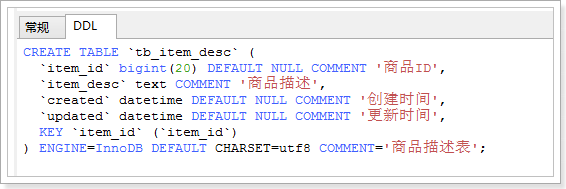 常规 DDL
CREATE TABLE `tb_item_desc` (
  `item_id` bigint(20) DEFAULT NULL COMMENT '商品ID',
  `item_desc` text COMMENT '商品描述',
  `created` datetime DEFAULT NULL COMMENT '创建时间',
  `updated` datetime DEFAULT NULL COMMENT '更新时间',
  KEY `item_id` (`item_id`)
) ENGINE=InnoDB DEFAULT CHARSET=utf8 COMMENT='商品描述表';